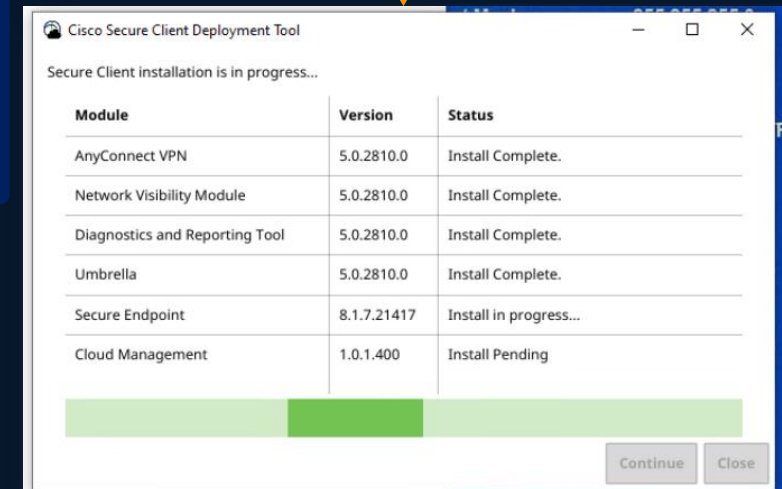 Cisco Secure Client Deployment Tool
Secure Client installation is in progress...
Module Version Status
AnyConnect VPN 5.0.2810.0 Install Complete.
Network Visibility Module 5.0.2810.0 Install Complete.
Diagnostics and Reporting Tool 5.0.2810.0 Install Complete.
Umbrella 5.0.2810.0 Install Complete.
Secure Endpoint 8.1.7.21417 Install in progress...
Cloud Management 1.0.1.400 Install Pending
Continue Close